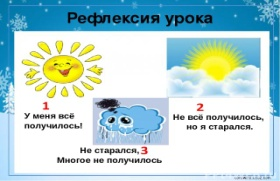 Рефлексия урока
1
У меня всё
получилось!
2
Не всё получилось,
но я старался.
Не старался, 3
Многое не получилось